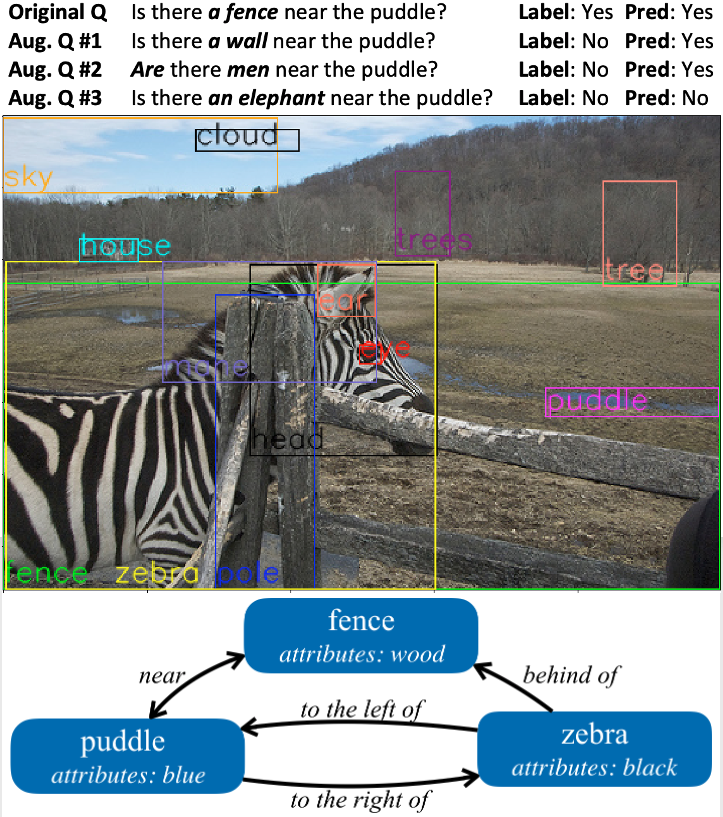 Original Q Is there a fence near the puddle? Label: Yes Pred: Yes
Aug. Q #1 Is there a wall near the puddle? Label: No Pred: Yes
Aug. Q #2 Are there men near the puddle? Label: No Pred: Yes
Aug. Q #3 Is there an elephant near the puddle? Label: No Pred: No
cloud
sky
trees
house
tree
ear
eye
mane
puddle
head
fence zebra pole
fence
attributes: wood
near
behind of
to the left of
puddle
attributes: blue
zebra
attributes: black
to the right of